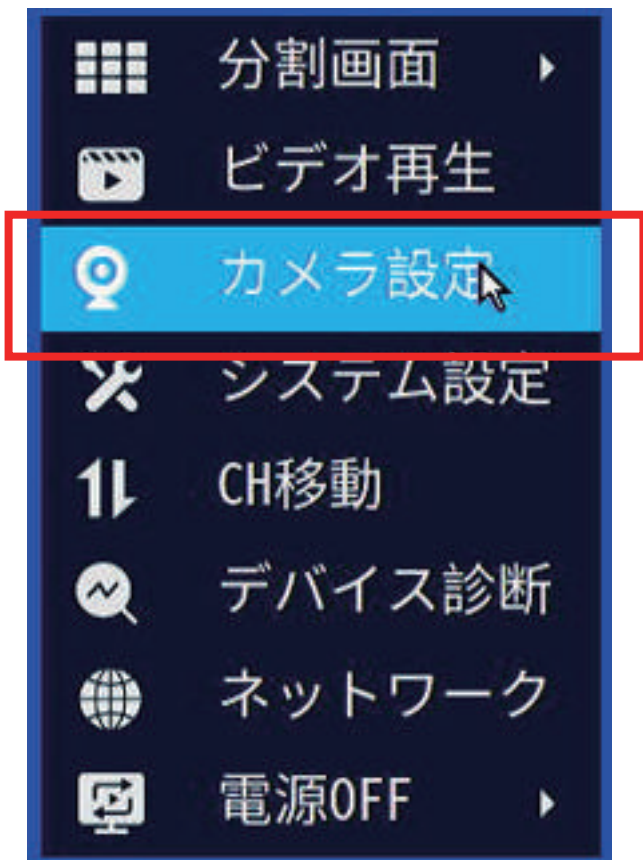 分割画面
ビデオ再生
カメラ設定
システム設定
CH移動
デバイス診断
ネットワーク
電源OFF